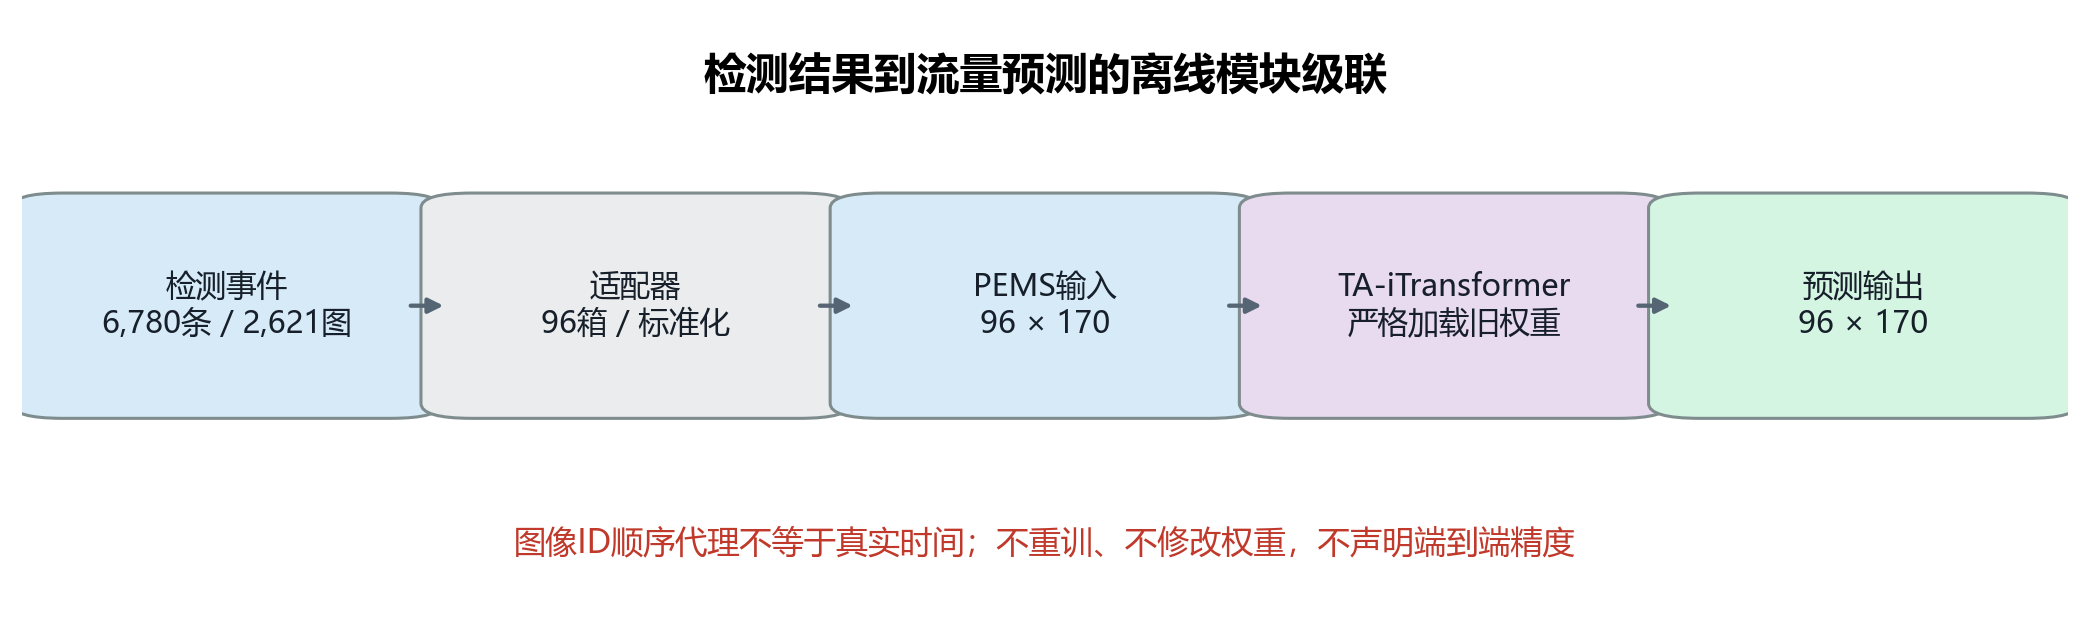 检测结果到流量预测的离线模块级联
检测事件
6,780条 / 2,621图
适配器
96箱 / 标准化
PEMS输入
96 × 170
TA-iTransformer
严格加载旧权重
预测输出
96 × 170
图像ID顺序代理不等于真实时间；不重训、不修改权重，不声明端到端精度